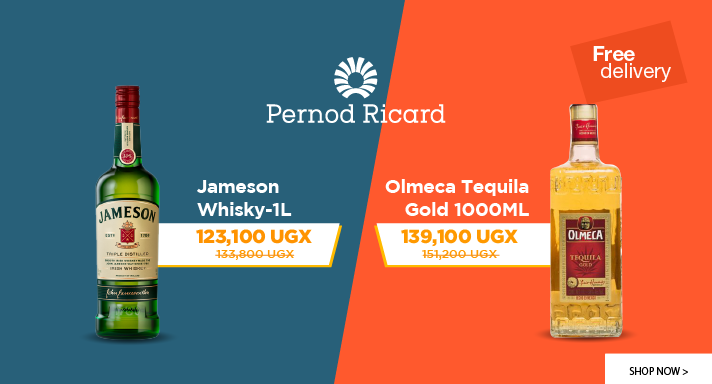 Free
delivery
Pernod Ricard
Jameson
Whisky-1L
123,100 UGX
133,800 UGX
Olmeca Tequila
Gold 1000ML
139,100 UGX
151,200 UGX
JAMESON
TRIPLE DISTILLED
IRISH WHISKEY
OLMECA
TEQUILA
GOLD
SHOP NOW >